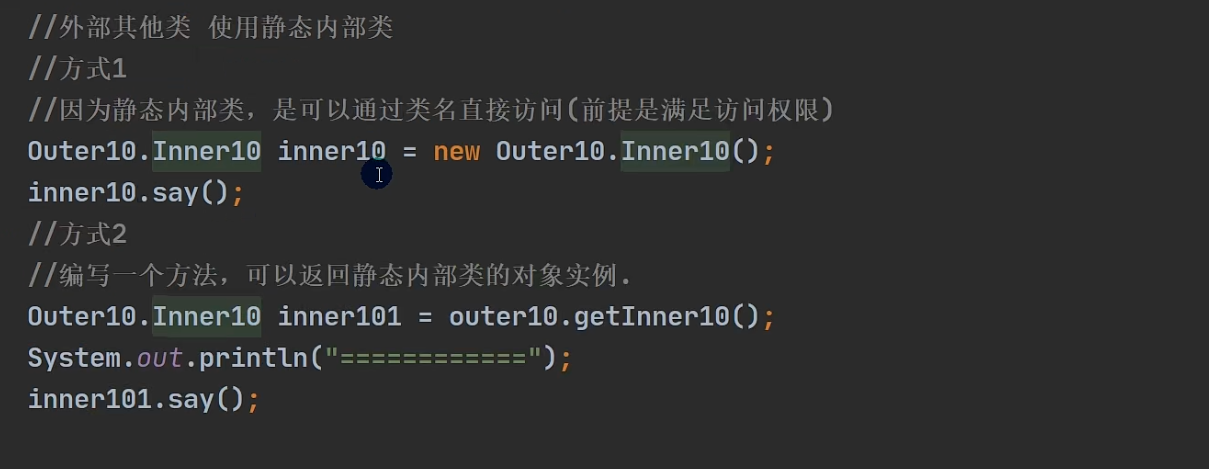 //外部其他类 使用静态内部类
//方式1
//因为静态内部类，是可以通过类名直接访问(前提是满足访问权限)
Outer10.Inner10 inner10 = new Outer10.Inner10();
inner10.say();
//方式2
//编写一个方法，可以返回静态内部类的对象实例.
Outer10.Inner10 inner101 = outer10.getInner10();
System.out.println("============");
inner101.say();